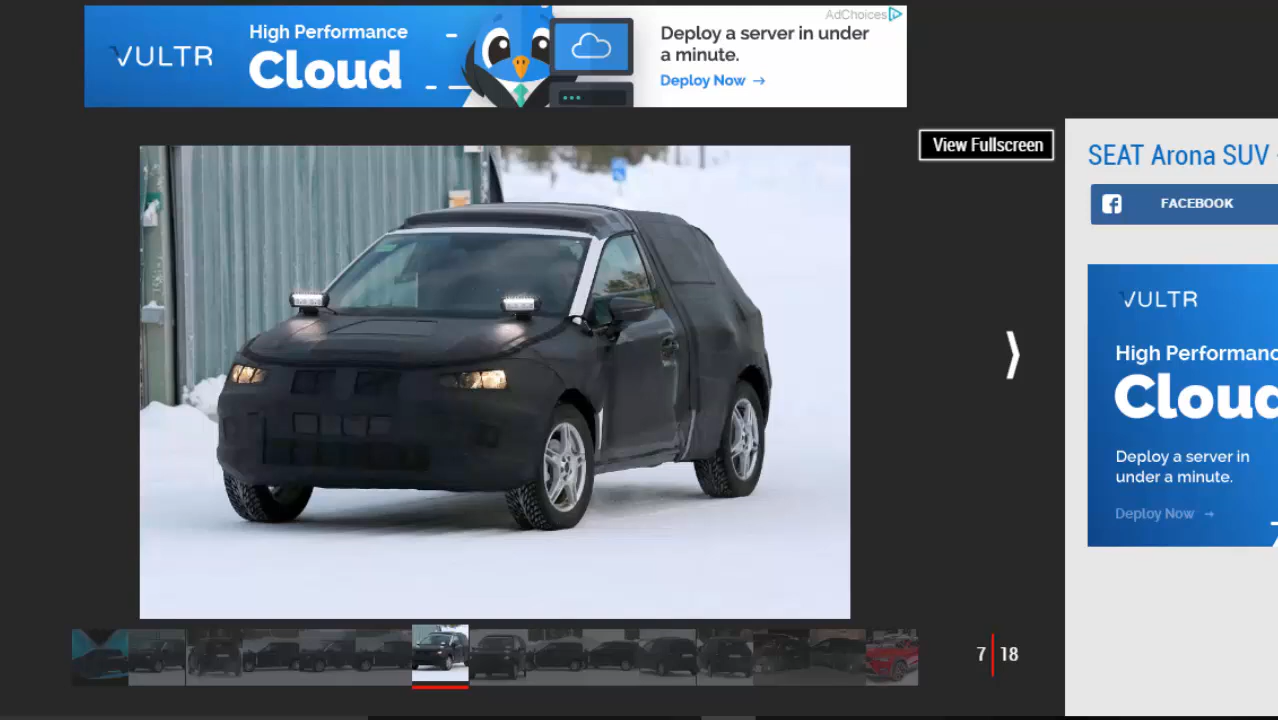 AdChoices
VULTR
High Performance
Cloud
Deploy a server in under
a minute.
Deploy Now →
View Fullscreen
SEAT Arona SUV
FACEBOOK
VULTR
High Performanc
Cloud
Deploy a server in
under a minute.
Deploy Now →
7 18